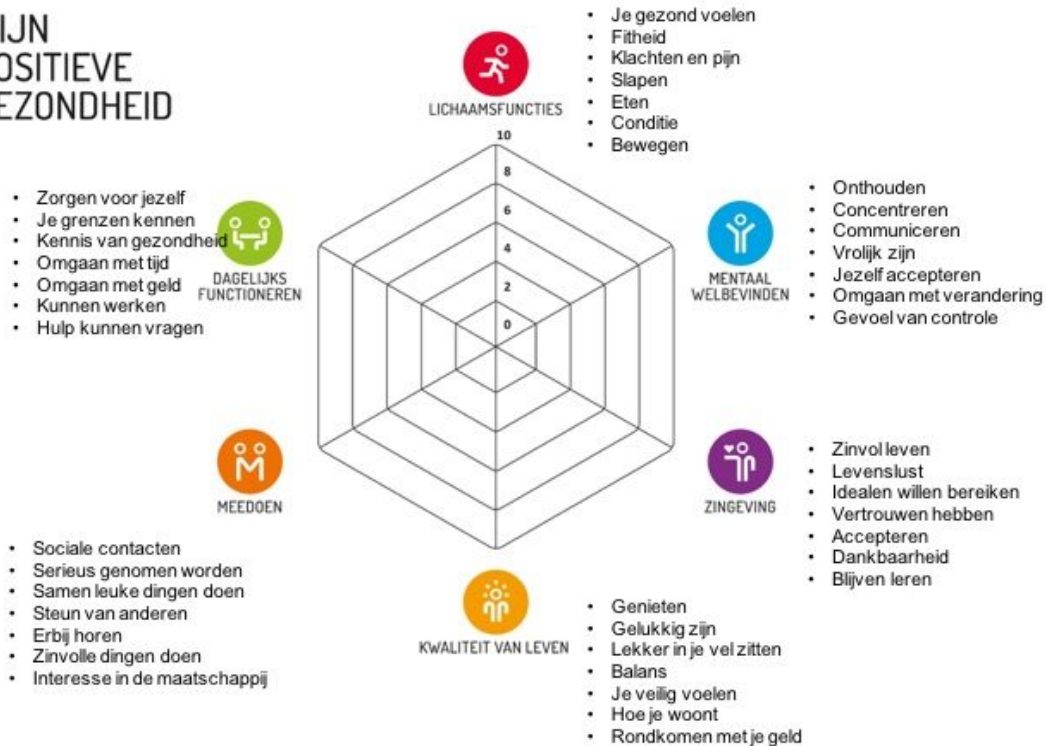 IJN
OSITIEVE
EZONDHEID
LICHAAMSFUNCTIES
• Je gezond voelen
• Fitheid
• Klachten en pijn
• Slapen
• Eten
• Conditie
• Bewegen
10
8
6
4
2
0
MENTAAL
WELBEVINDEN
• Onthouden
• Concentreren
• Communiceren
• Vrolijk zijn
• Jezelf accepteren
• Omgaan met verandering
• Gevoel van controle
ZINGEVING
• Zinvol leven
• Levenslust
• Idealen willen bereiken
• Vertrouwen hebben
• Accepteren
• Dankbaarheid
• Blijven leren
KWALITEIT VAN LEVEN
• Genieten
• Gelukkig zijn
• Lekker in je vel zitten
• Balans
• Je veilig voelen
• Hoe je woont
• Rondkomen met je geld
MEEDOEN
• Sociale contacten
• Serieus genomen worden
• Samen leuke dingen doen
• Steun van anderen
• Erbij horen
• Zinvolle dingen doen
• Interesse in de maatschappij
DAGELIJKS
FUNCTIONEREN
• Zorgen voor jezelf
• Je grenzen kennen
• Kennis van gezondheid
• Omgaan met tijd
• Omgaan met geld
• Kunnen werken
• Hulp kunnen vragen